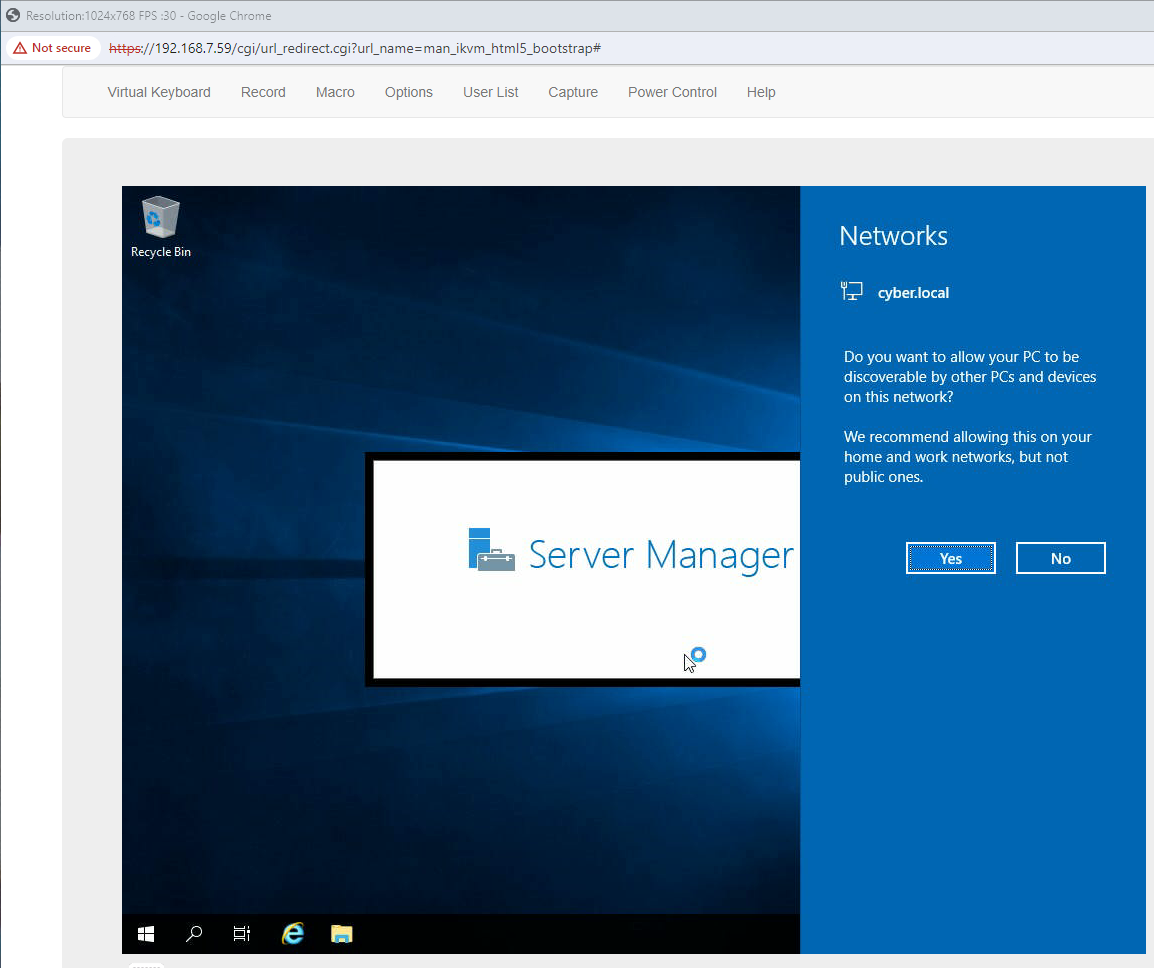 Resolution:1024x768 FPS :30 - Google Chrome
Not secure https://192.168.7.59/cgi/url_redirect.cgi?url_name=man_ikvm_html5_bootstrap#
Virtual Keyboard Record Macro Options User List Capture Power Control Help
Recycle Bin
Server Manager
Networks
cyber.local
Do you want to allow your PC to be
discoverable by other PCs and devices
on this network?
We recommend allowing this on your
home and work networks, but not
public ones.
Yes No